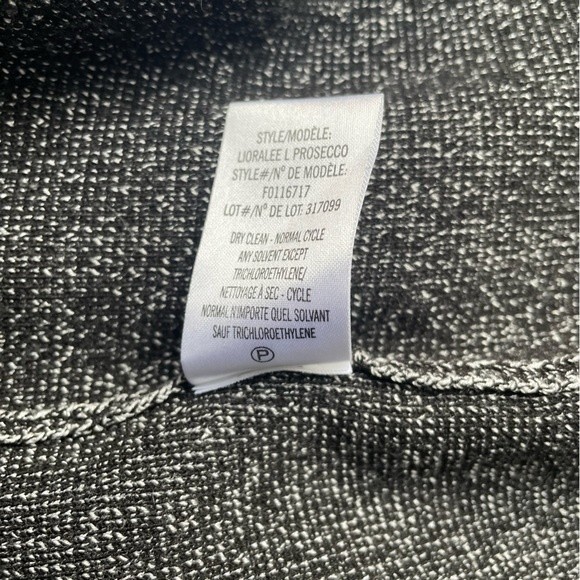 STYLE/MODÈLE:
LIORALEE L PROSECCO
STYLE#/N° DE MODÈLE:
F0116717
LOT#/N° DE LOT: 317099
DRY CLEAN - NORMAL CYCLE
ANY SOLVENT EXCEPT
TRICHLOROETHYLENE/
NETTOYAGE À SEC - CYCLE
NORMAL N'IMPORTE QUEL SOLVANT
SAUF TRICHLOROETHYLENE
P